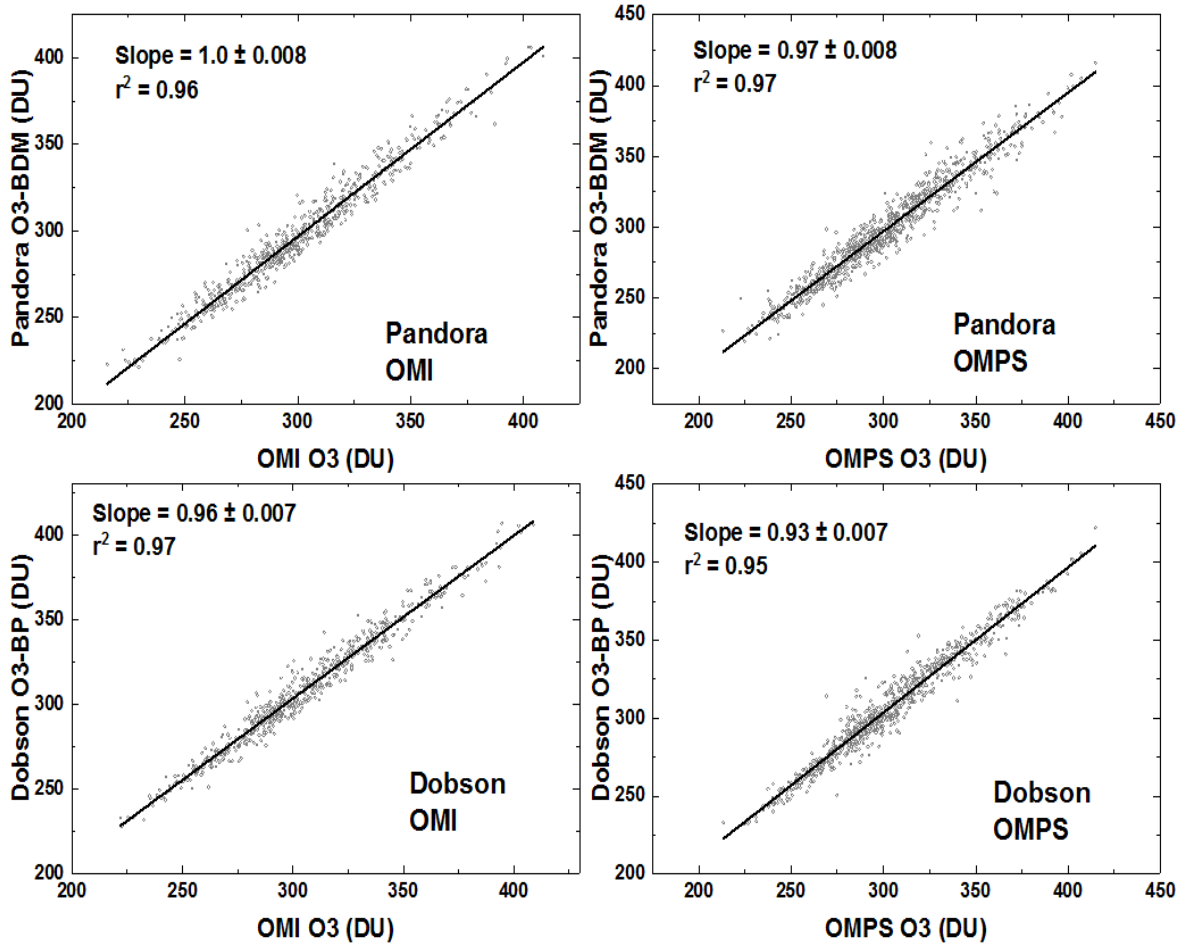 Slope = 1.0 ± 0.008
r² = 0.96
Pandora O3-BDM (DU)
400
350
300
250
200
Pandora
OMI
200 250 300 350 400
OMI O3 (DU)
Slope = 0.97 ± 0.008
r² = 0.97
Pandora O3-BDM (DU)
450
400
350
300
250
200
Pandora
OMPS
200 250 300 350 400 450
OMPS O3 (DU)
Slope = 0.96 ± 0.007
r² = 0.97
Dobson O3-BP (DU)
400
350
300
250
200
Dobson
OMI
200 250 300 350 400
OMI O3 (DU)
Slope = 0.93 ± 0.007
r² = 0.95
Dobson O3-BP (DU)
450
400
350
300
250
200
Dobson
OMPS
200 250 300 350 400 450
OMPS O3 (DU)